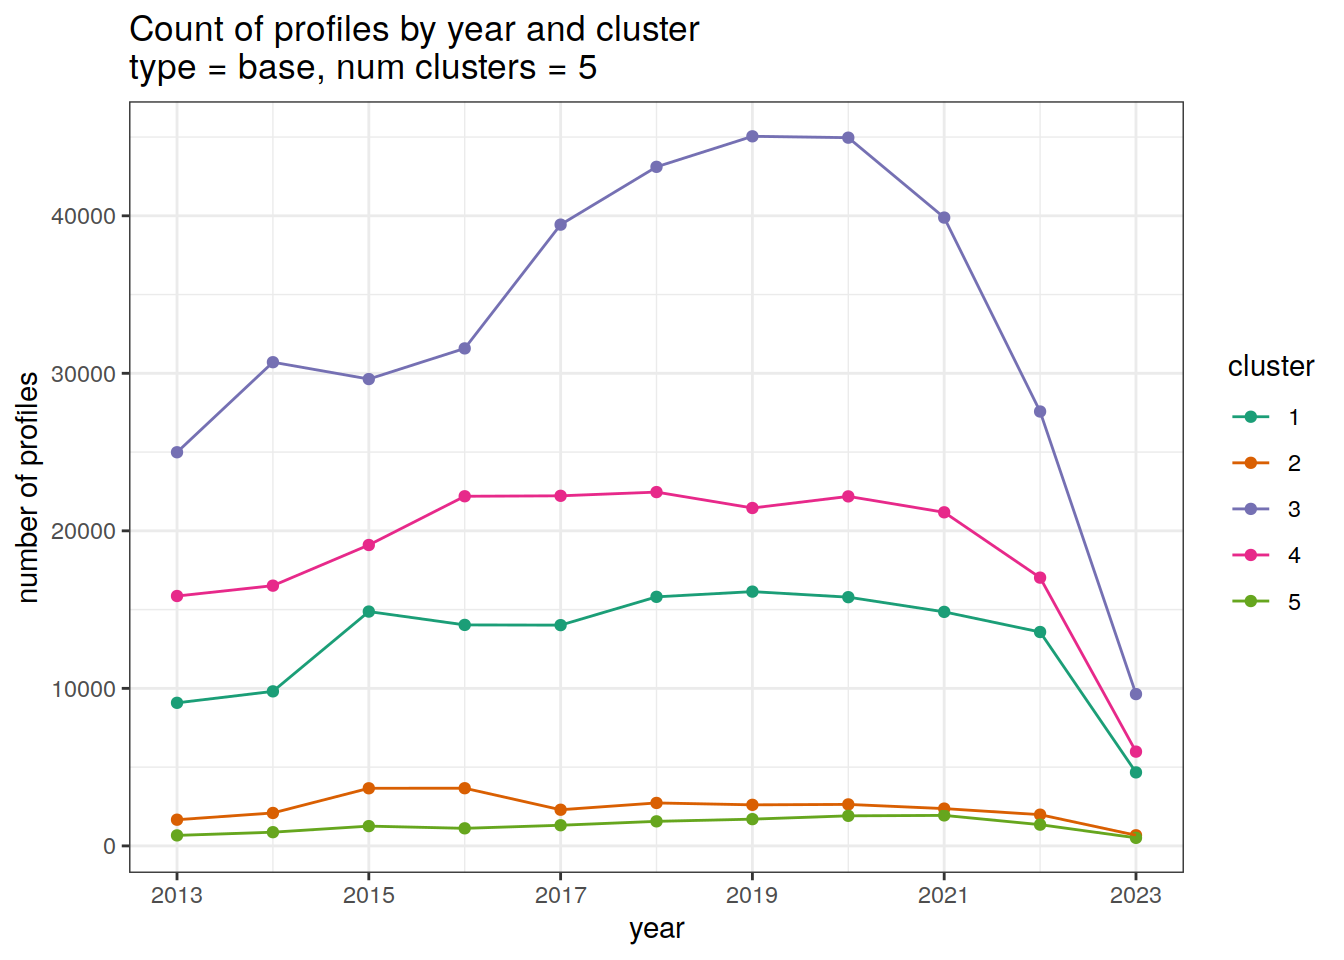 Count of profiles by year and cluster
type = base, num clusters = 5
number of profiles
40000
30000
20000
10000
0
2013 2015 2017 2019 2021 2023
year
cluster
1
2
3
4
5